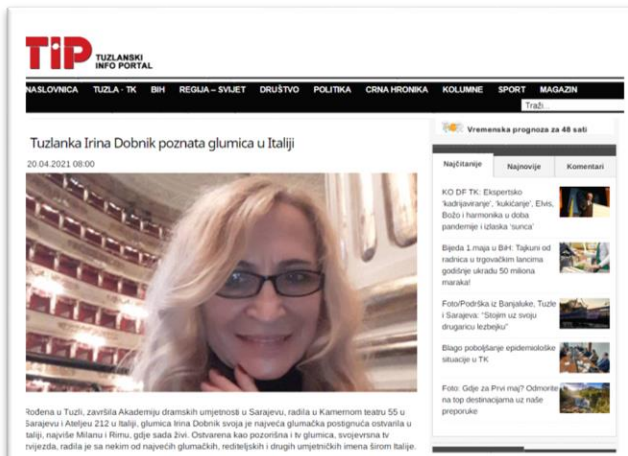 TIP TUZLANSKI
INFO PORTAL
NASLOVNICA TUZLA - TK BIH REGIJA – SVIJET DRUŠTVO POLITIKA CRNA HRONIKA KOLUMNE SPORT MAGAZIN
Traži...
Vremenska prognoza za 48 sati
Tuzlanka Irina Dobnik poznata glumica u Italiji
20.04.2021 08:00
Najčitanije Najnovije Komentari
KO DF TK: Ekspertsko
'kadrijaviranje', 'kukičanje', Elvis,
Božo i harmonika u doba
pandemije i izlaska 'sunca'
Bijeda 1.maja u BiH: Tajkuni od
radnica u trgovačkim lancima
godišnje ukradu 50 miliona
maraka!
Foto/Podrška iz Banjaluke, Tuzle
i Sarajeva: "Stojim uz svoju
drugaricu lezbejku"
Blago poboljšanje epidemiološke
situacije u TK
Foto: Gdje za Prvi maj? Odmorite
na top destinacijama uz naše
preporuke
Rođena u Tuzli, završila Akademiju dramskih umjetnosti u Sarajevu, radila u Kamernom teatru 55 u
Sarajevu i Ateljeu 212 u Italiji, glumica Irina Dobnik svoja je najveća glumačka postignuća ostvarila u
Italiji, najviše Milanu i Rimu, gdje sada živi. Ostvarena kao pozorišna i tv glumica, svojevrsna tv
zvijezda, radila je sa nekim od najvećih glumačkih, rediteljskih i drugih umjetničkih imena širom Italije.